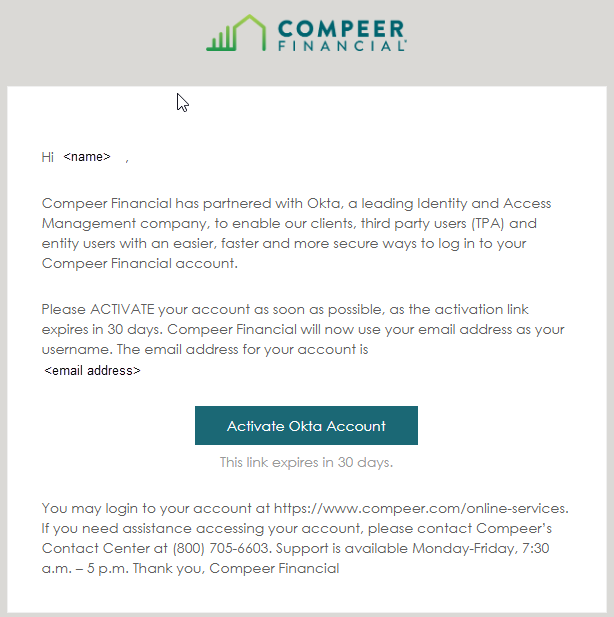 COMPEER
FINANCIAL®
Hi <name> ,
Compeer Financial has partnered with Okta, a leading Identity and Access
Management company, to enable our clients, third party users (TPA) and
entity users with an easier, faster and more secure ways to log in to your
Compeer Financial account.
Please ACTIVATE your account as soon as possible, as the activation link
expires in 30 days. Compeer Financial will now use your email address as your
username. The email address for your account is
<email address>
Activate Okta Account
This link expires in 30 days.
You may login to your account at https://www.compeer.com/online-services.
If you need assistance accessing your account, please contact Compeer's
Contact Center at (800) 705-6603. Support is available Monday-Friday, 7:30
a.m. – 5 p.m. Thank you, Compeer Financial